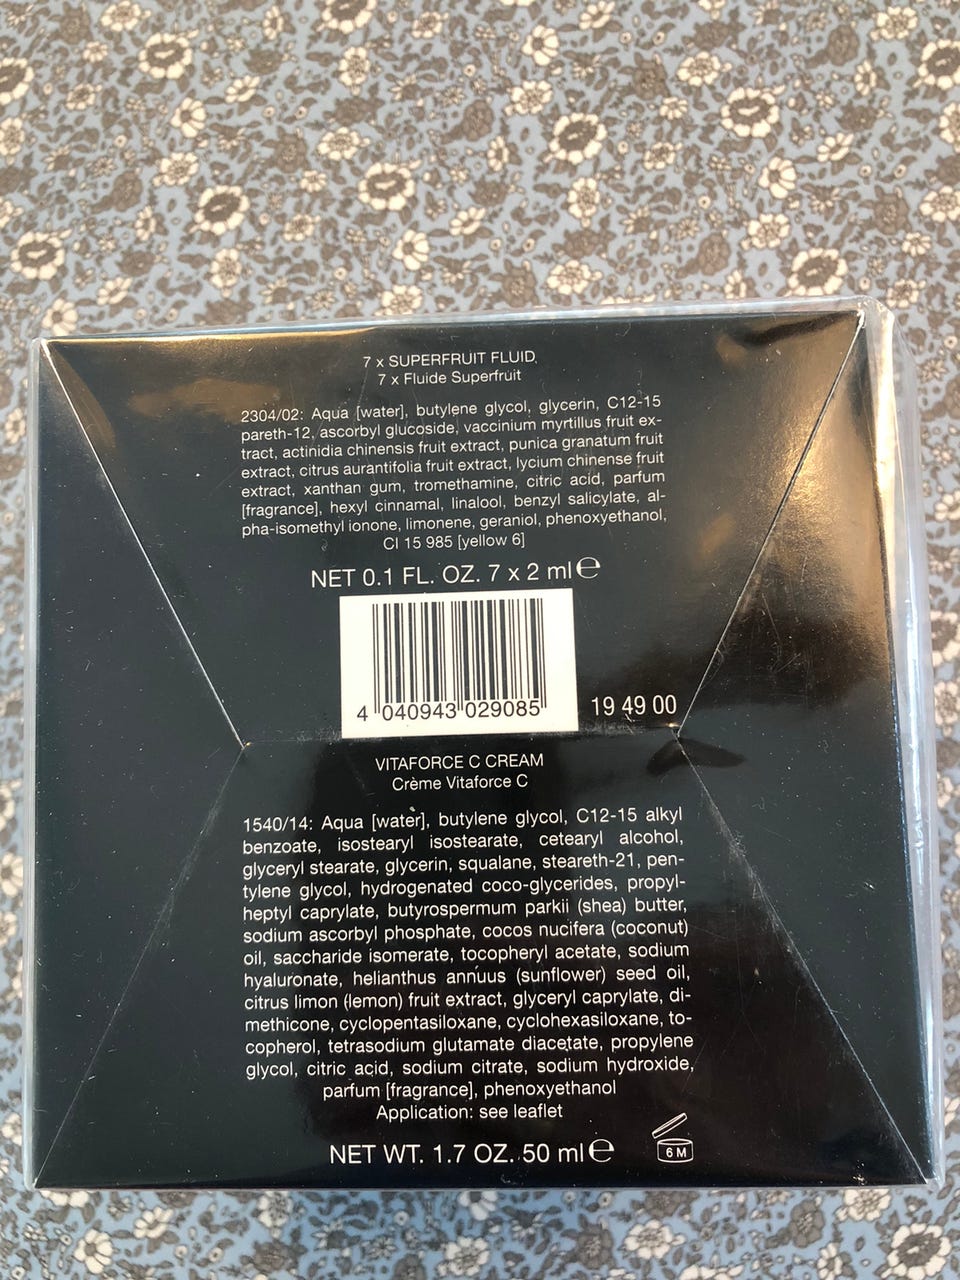 7 x SUPERFRUIT FLUID
7 x Fluide Superfruit
2304/02: Aqua [water], butylene glycol, glycerin, C12-15
pareth-12, ascorbyl glucoside, vaccinium myrtillus fruit ex-
tract, actinidia chinensis fruit extract, punica granatum fruit
extract, citrus aurantifolia fruit extract, lycium chinense fruit
extract, xanthan gum, tromethamine, citric acid, parfum
[fragrance], hexyl cinnamal, linalool, benzyl salicylate, al-
pha-isomethyl ionone, limonene, geraniol, phenoxyethanol,
CI 15 985 [yellow 6]
NET 0.1 FL. OZ. 7 x 2 ml ℮
4 040943 029085
19 49 00
VITAFORCE C CREAM
Crème Vitaforce C
1540/14: Aqua [water], butylene glycol, C12-15 alkyl
benzoate, isostearyl isostearate, cetearyl alcohol,
glyceryl stearate, glycerin, squalane, steareth-21, pen-
tylene glycol, hydrogenated coco-glycerides, propyl-
heptyl caprylate, butyrospermum parkii (shea) butter,
sodium ascorbyl phosphate, cocos nucifera (coconut)
oil, saccharide isomerate, tocopheryl acetate, sodium
hyaluronate, helianthus annuus (sunflower) seed oil,
citrus limon (lemon) fruit extract, glyceryl caprylate, di-
methicone, cyclopentasiloxane, cyclohexasiloxane, to-
copherol, tetrasodium glutamate diacetate, propylene
glycol, citric acid, sodium citrate, sodium hydroxide,
parfum [fragrance], phenoxyethanol
Application: see leaflet
NET WT. 1.7 OZ. 50 ml ℮
6 M